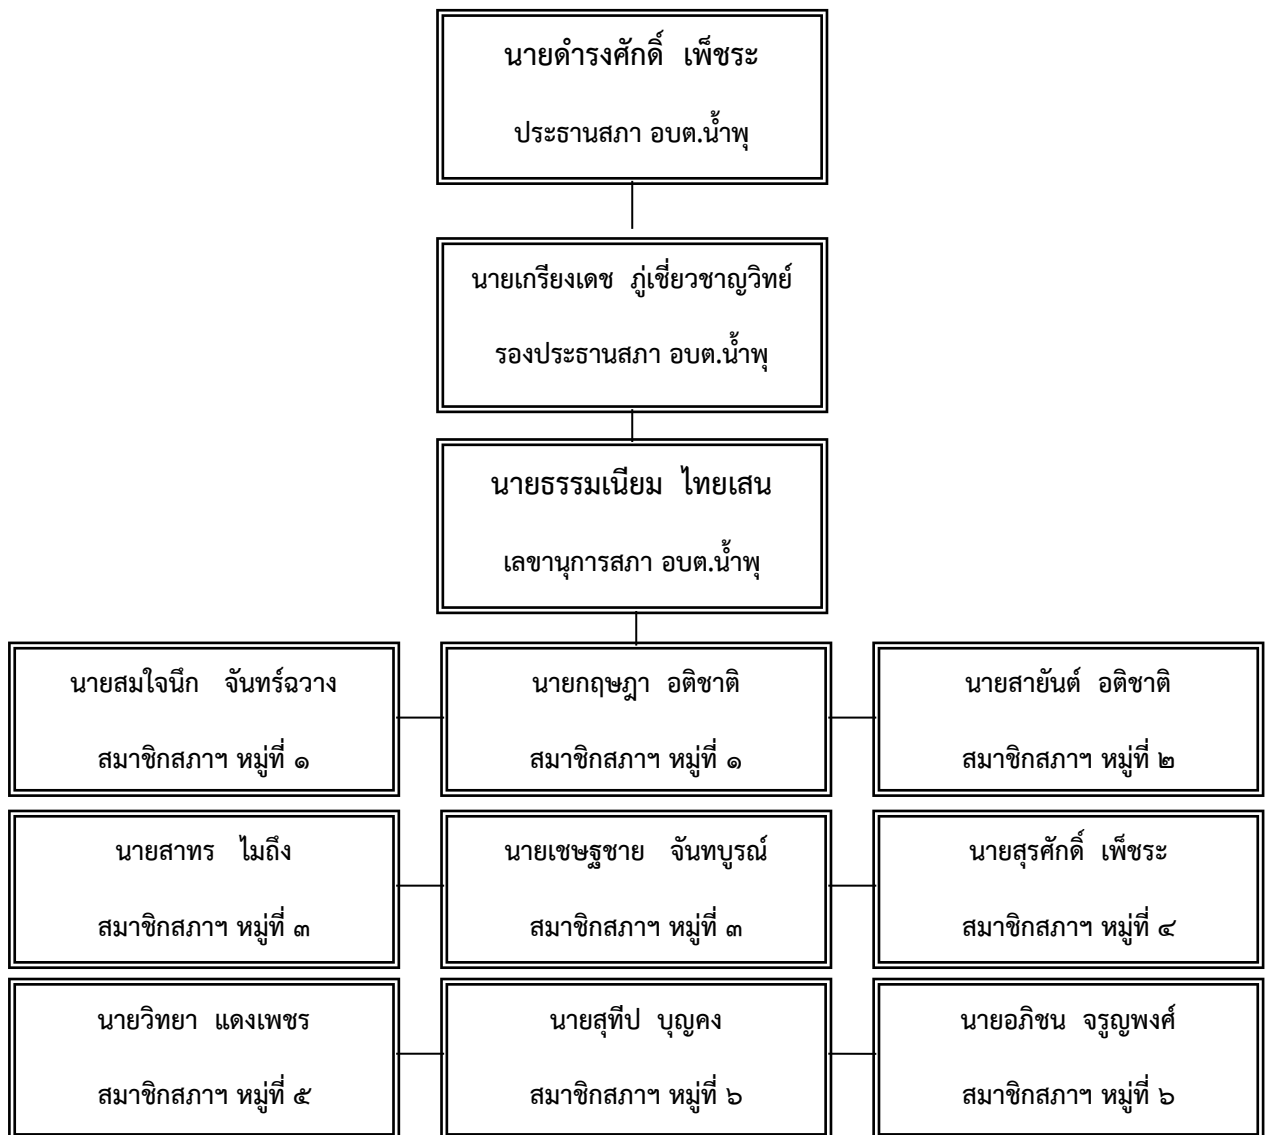 นายดำรงศักดิ์ เพ็ชระ
ประธานสภา อบต.น้ำพุ
นายเกรียงเดช ภู่เชี่ยวชาญวิทย์
รองประธานสภา อบต.น้ำพุ
นายธรรมเนียม ไทยเสน
เลขานุการสภา อบต.น้ำพุ
นายสมใจนึก จันทร์ฉวาง
สมาชิกสภาฯ หมู่ที่ ๑
นายกฤษฎา อติชาติ
สมาชิกสภาฯ หมู่ที่ ๑
นายสายันต์ อติชาติ
สมาชิกสภาฯ หมู่ที่ ๒
นายสาทร ไมถึง
สมาชิกสภาฯ หมู่ที่ ๓
นายเชษฐชาย จันทบูรณ์
สมาชิกสภาฯ หมู่ที่ ๓
นายสุรศักดิ์ เพ็ชระ
สมาชิกสภาฯ หมู่ที่ ๔
นายวิทยา แดงเพชร
สมาชิกสภาฯ หมู่ที่ ๕
นายสุทีป บุญคง
สมาชิกสภาฯ หมู่ที่ ๖
นายอภิชน จรูญพงศ์
สมาชิกสภาฯ หมู่ที่ ๖